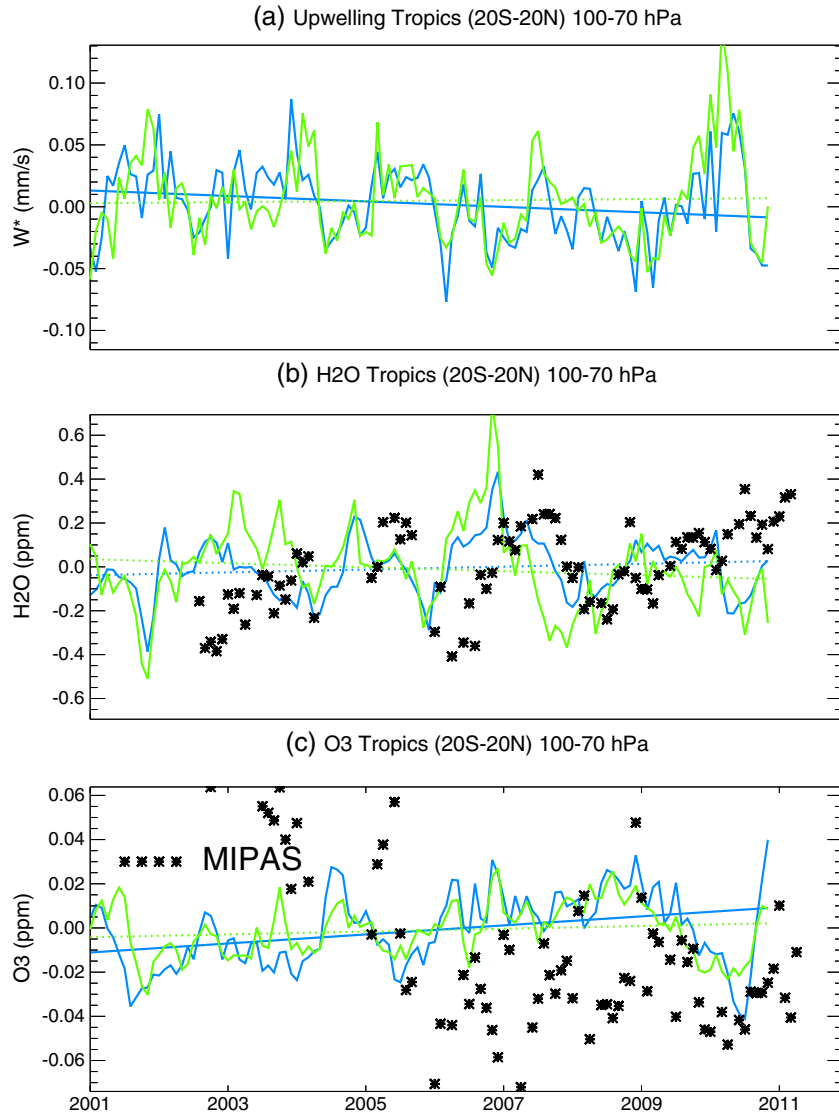 (a) Upwelling Tropics (20S-20N) 100-70 hPa
0.10
0.05
0.00
-0.05
-0.10
W* (mm/s)
(b) H2O Tropics (20S-20N) 100-70 hPa
0.6
0.4
0.2
0.0
-0.2
-0.4
-0.6
H2O (ppm)
(c) O3 Tropics (20S-20N) 100-70 hPa
0.06
0.04
0.02
0.00
-0.02
-0.04
-0.06
O3 (ppm)
MIPAS
2001 2003 2005 2007 2009 2011